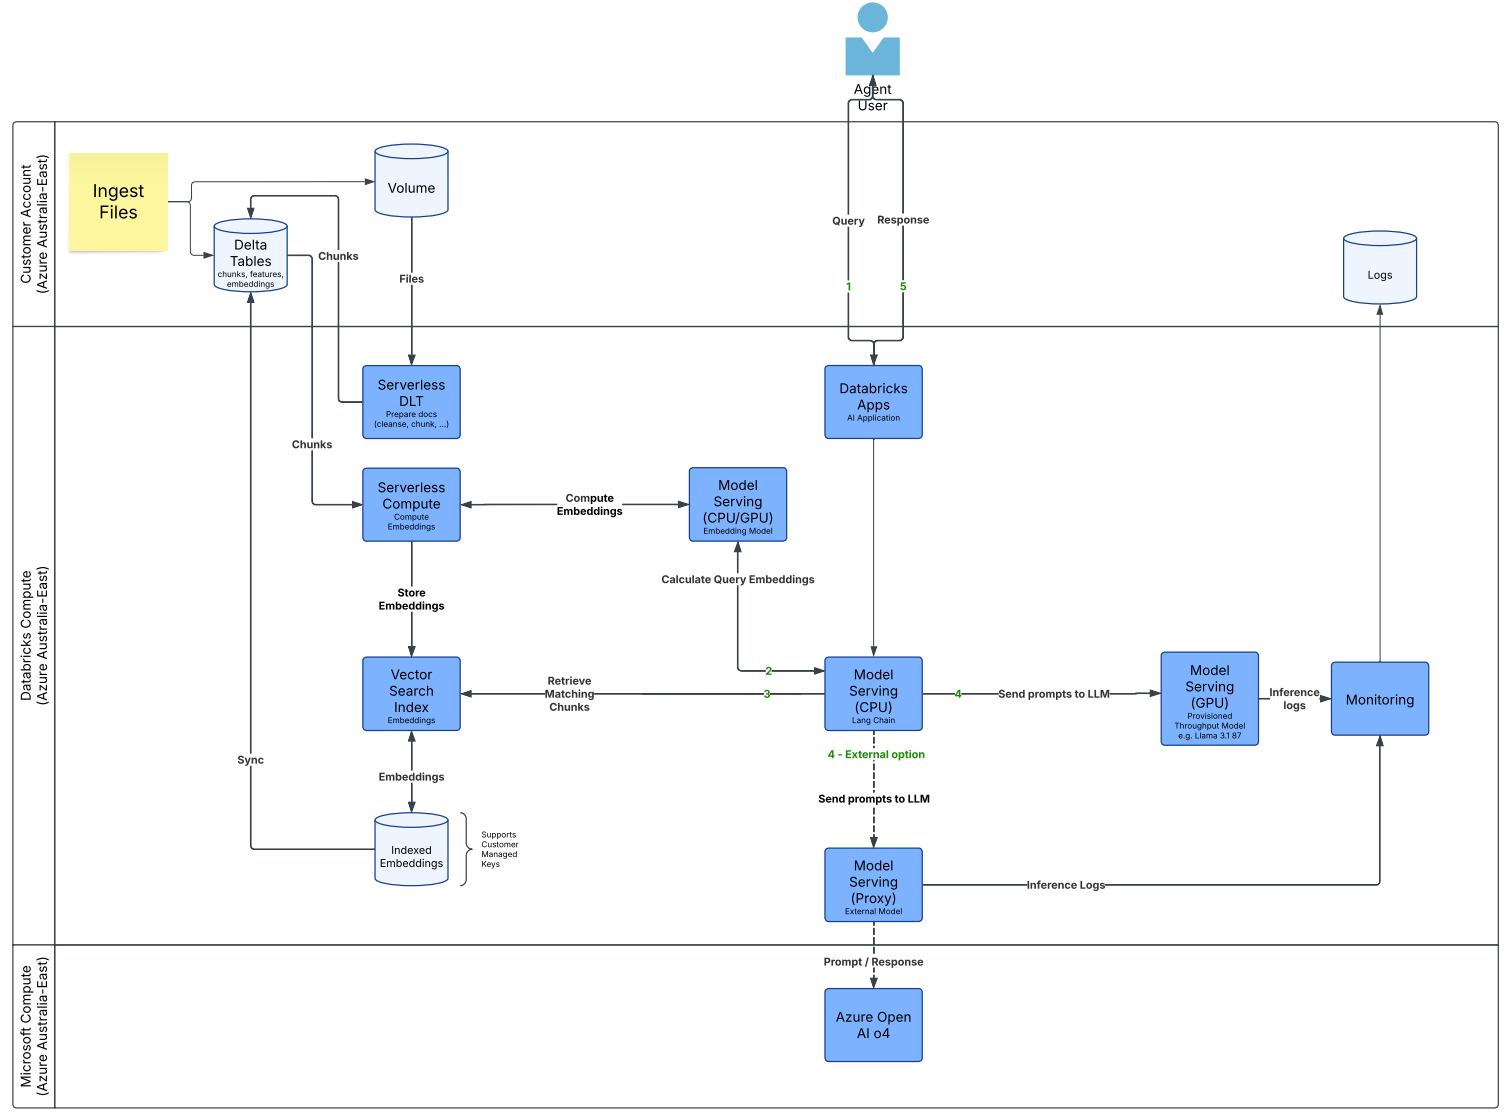 Agent
User
Customer Account
(Azure Australia-East)
Ingest
Files
Volume
Delta
Tables
chunks, features,
embeddings
Chunks
Files
Query
Response
1
5
Logs
Databricks Compute
(Azure Australia-East)
Serverless
DLT
Prepare docs
(cleanse, chunk, ...)
Databricks
Apps
AI Application
Chunks
Serverless
Compute
Compute
Embeddings
Compute
Embeddings
Model
Serving
(CPU/GPU)
Embedding Model
Calculate Query Embeddings
Store
Embeddings
2
Vector
Search
Index
Embeddings
Retrieve
Matching
Chunks
3
Model
Serving
(CPU)
Lang Chain
4
Send prompts to LLM
Model
Serving
(GPU)
Provisioned
Throughput Model
e.g. Llama 3.1 87
Inference
logs
Monitoring
4 - External option
Sync
Embeddings
Send prompts to LLM
Indexed
Embeddings
Supports
Customer
Managed
Keys
Model
Serving
(Proxy)
External Model
Inference Logs
Microsoft Compute
(Azure Australia-East)
Prompt / Response
Azure Open
AI o4